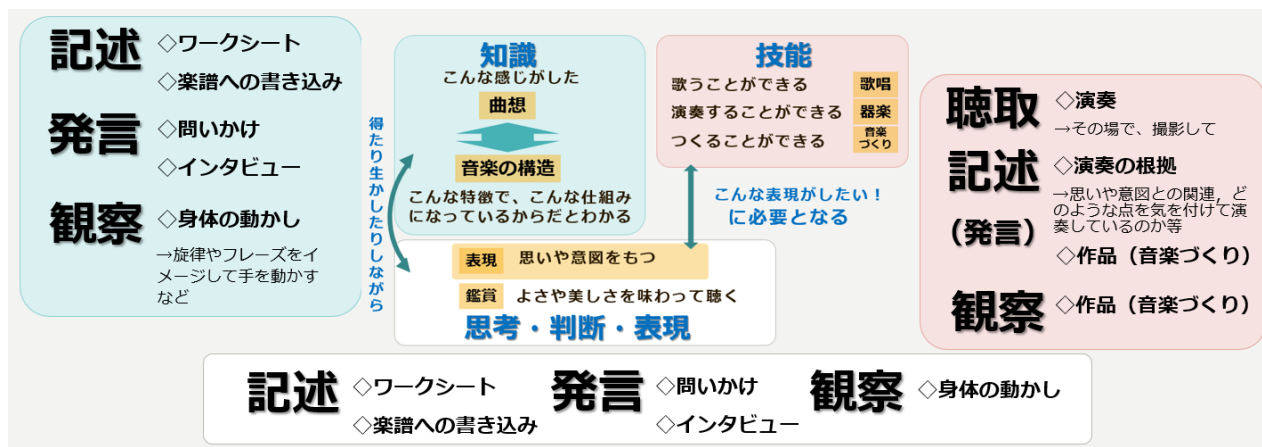 記述
◇ワークシート
◇楽譜への書き込み
発言
◇問いかけ
◇インタビュー
観察
◇身体の動かし
→旋律やフレーズをイ
メージして手を動かす
など
得たり生かしたりしながら
知識
こんな感じがした
曲想
音楽の構造
こんな特徴で、こんな仕組み
になっているからだとわかる
技能
歌うことができる
歌唱
演奏することができる
器楽
つくることができる
音楽
づくり
こんな表現がしたい！
に必要となる
表現
思いや意図をもつ
鑑賞
よさや美しさを味わって聴く
思考・判断・表現
聴取
◇演奏
→その場で、撮影して
記述
（発言）
◇演奏の根拠
→思いや意図との関連，ど
のような点を気を付けて演
奏しているのか等
◇作品（音楽づくり）
観察
◇作品（音楽づくり）
記述
◇ワークシート
◇楽譜への書き込み
発言
◇問いかけ
◇インタビュー
観察
◇身体の動かし